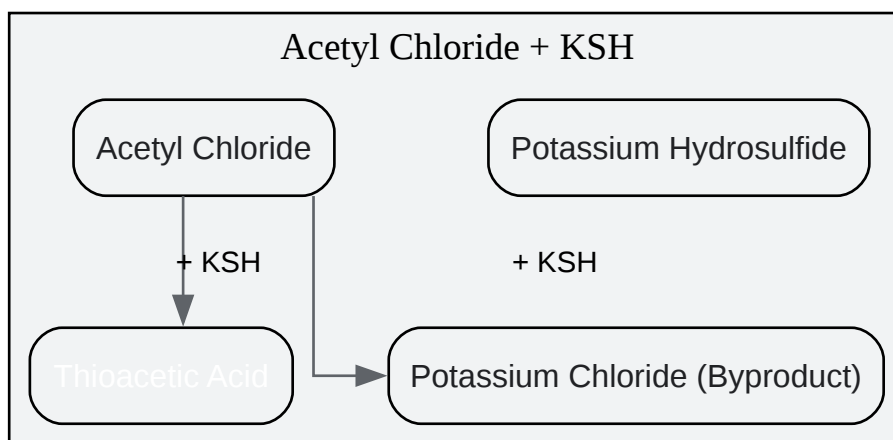 Acetyl Chloride + KSH
Acetyl Chloride
Potassium Hydrosulfide
+ KSH
+ KSH
Thioacetic Acid
Potassium Chloride (Byproduct)